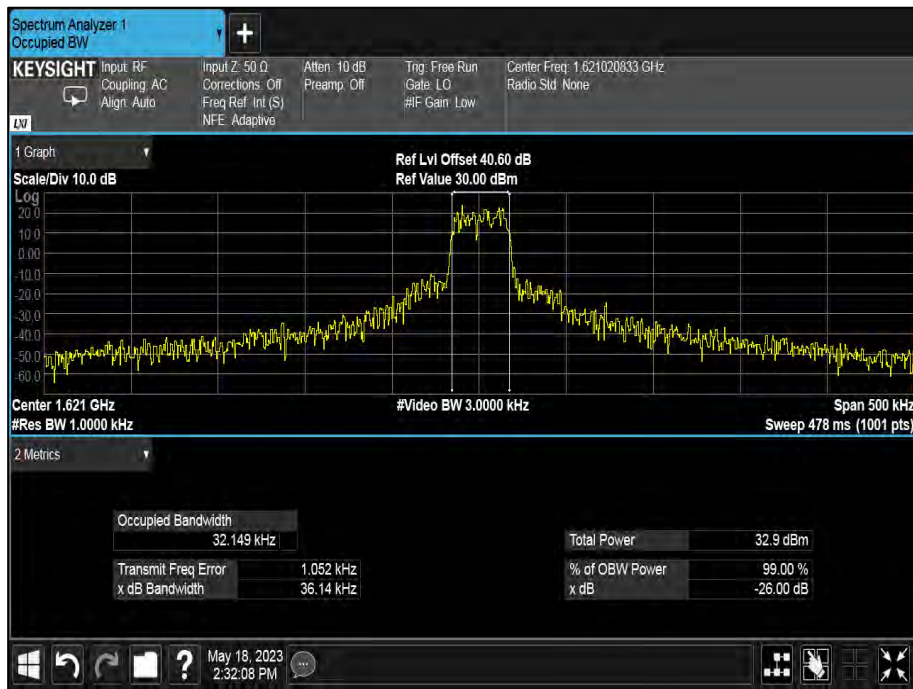 Spectrum Analyzer 1
Occupied BW
+
KEYSIGHT
Input: RF
Coupling: AC
Align: Auto
Input Z: 50 Ω
Corrections: Off
Freq Ref: Int (S)
NFE: Adaptive
Atten: 10 dB
Preamp: Off
Trig: Free Run
Gate: LO
#IF Gain: Low
Center Freq: 1.621020833 GHz
Radio Std: None
LXI
1 Graph
Scale/Div 10.0 dB
Ref Lvl Offset 40.60 dB
Ref Value 30.00 dBm
Log
20.0
10.0
0.00
-10.0
-20.0
-30.0
-40.0
-50.0
-60.0
Center 1.621 GHz
#Video BW 3.0000 kHz
Span 500 kHz
#Res BW 1.0000 kHz
Sweep 478 ms (1001 pts)
2 Metrics
Occupied Bandwidth
32.149 kHz
Total Power 32.9 dBm
Transmit Freq Error 1.052 kHz
% of OBW Power 99.00 %
x dB Bandwidth 36.14 kHz
x dB -26.00 dB
?
May 18, 2023
2:32:08 PM